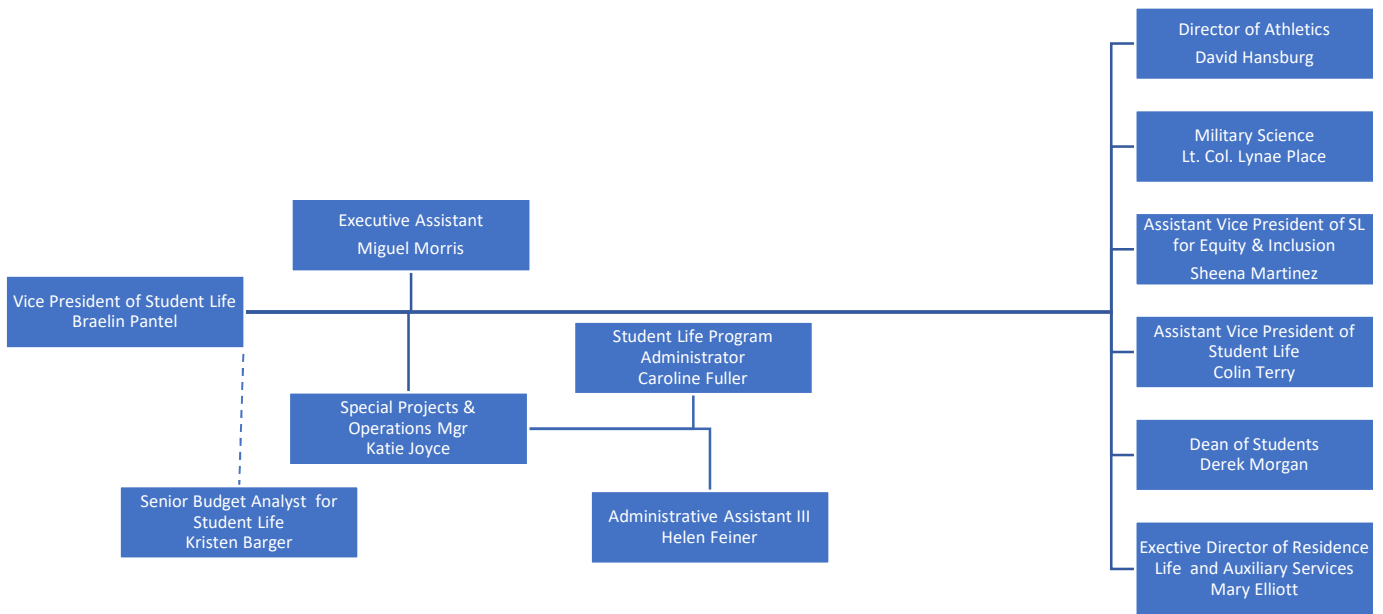 Director of Athletics
David Hansburg
Military Science
Lt. Col. Lynae Place
Executive Assistant
Miguel Morris
Assistant Vice President of SL
for Equity & Inclusion
Sheena Martinez
Vice President of Student Life
Braelin Pantel
Student Life Program
Administrator
Caroline Fuller
Assistant Vice President of
Student Life
Colin Terry
Special Projects &
Operations Mgr
Katie Joyce
Dean of Students
Derek Morgan
Senior Budget Analyst for
Student Life
Kristen Barger
Administrative Assistant III
Helen Feiner
Exective Director of Residence
Life and Auxiliary Services
Mary Elliott